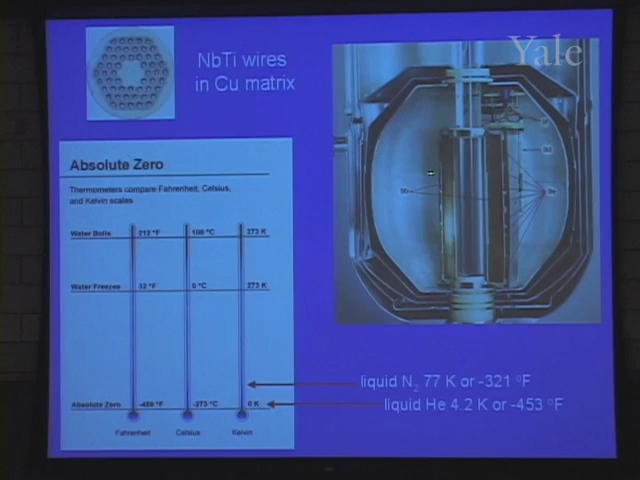 Yale
NbTi wires
in Cu matrix
Absolute Zero
Thermometers compare Fahrenheit, Celsius,
and Kelvin scales
Water Boils 212 °F 100 °C 373 K
Water Freezes 32 °F 0 °C 273 K
Absolute Zero -459 °F -273 °C 0 K
Fahrenheit Celsius Kelvin
liquid N2 77 K or -321 °F
liquid He 4.2 K or -453 °F